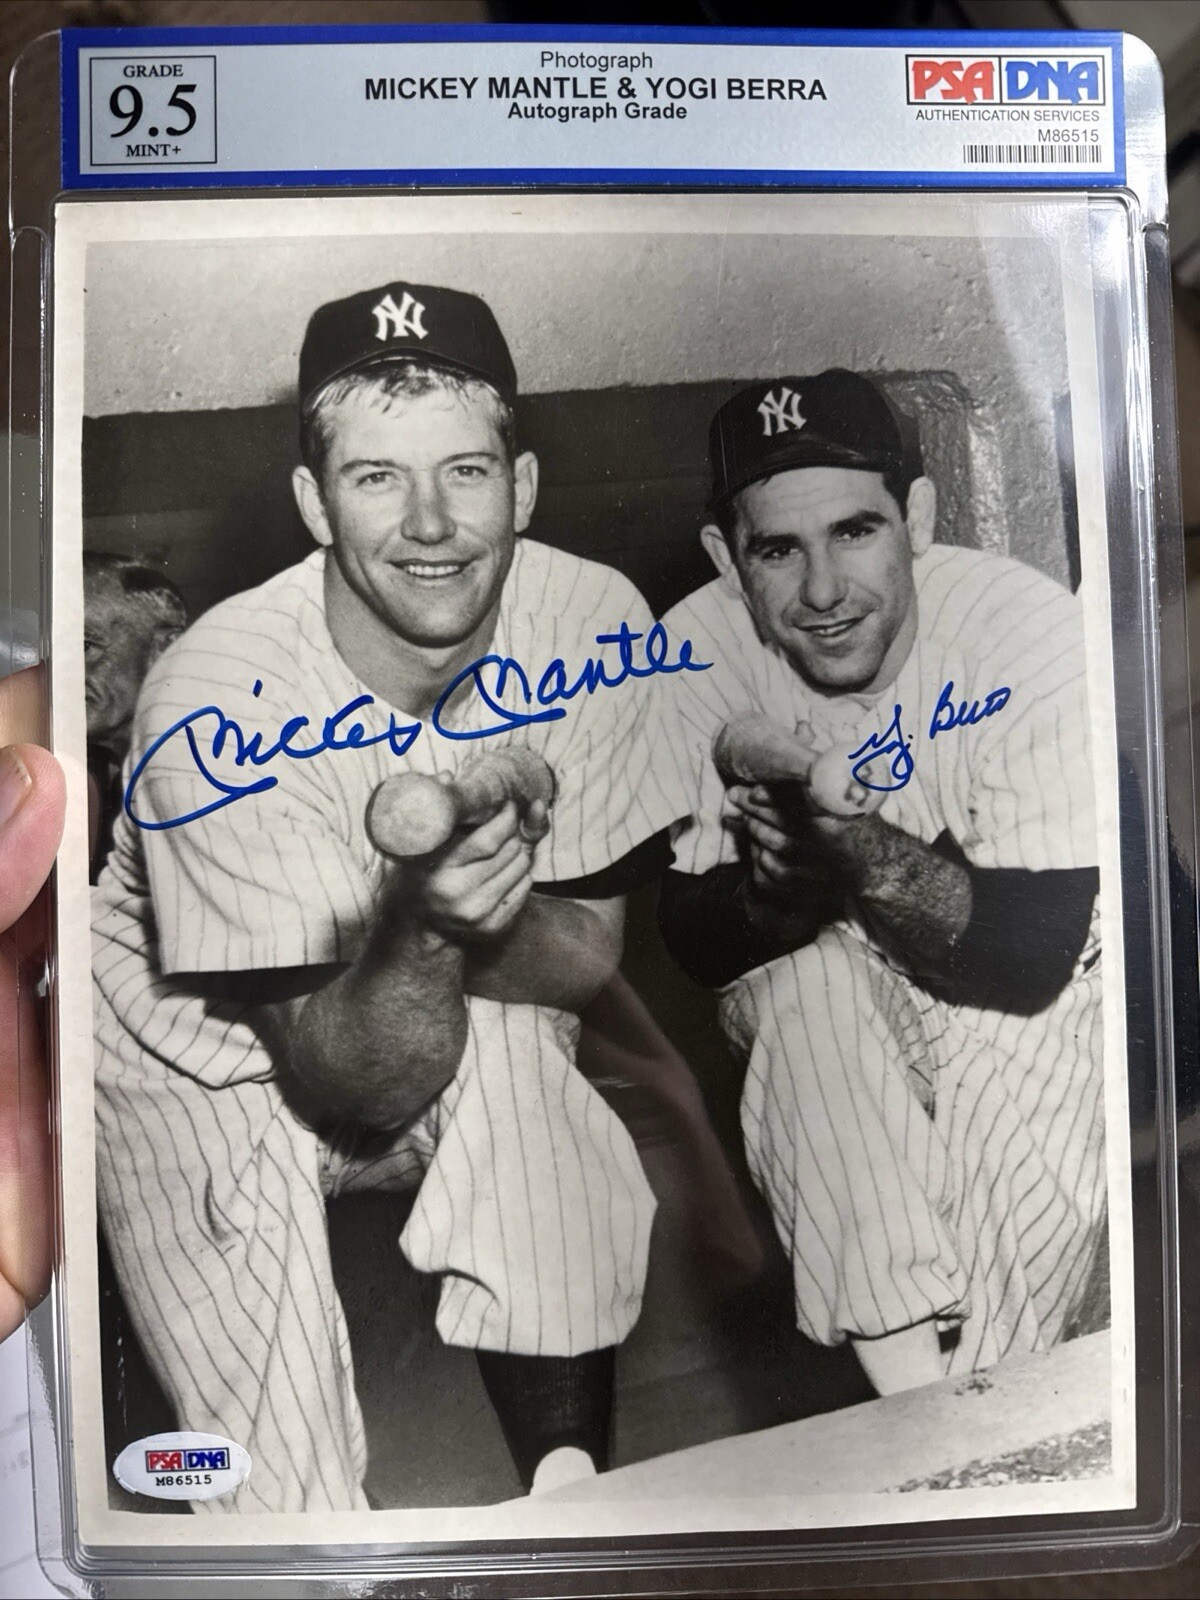 GRADE
9.5
MINT+
Photograph
MICKEY MANTLE & YOGI BERRA
Autograph Grade
PSA DNA
AUTHENTICATION SERVICES
M86515
NY
NY
Mickey Mantle
Yogi Berra
PSA DNA
M86515